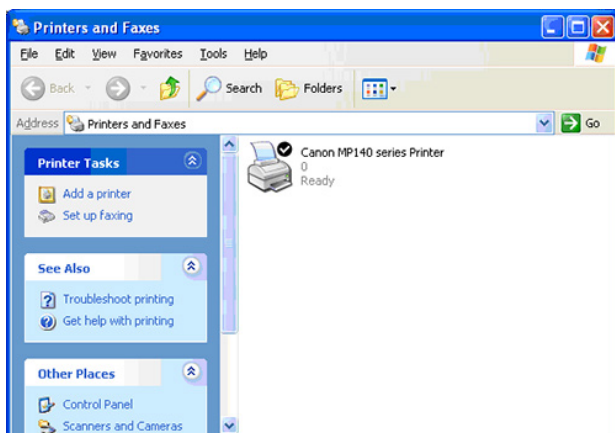 Printers and Faxes
File Edit View Favorites Tools Help
Back Search Folders
Address Printers and Faxes Go
Printer Tasks
Add a printer
Set up faxing
See Also
Troubleshoot printing
Get help with printing
Other Places
Control Panel
Scanners and Cameras
Canon MP140 series Printer
0
Ready